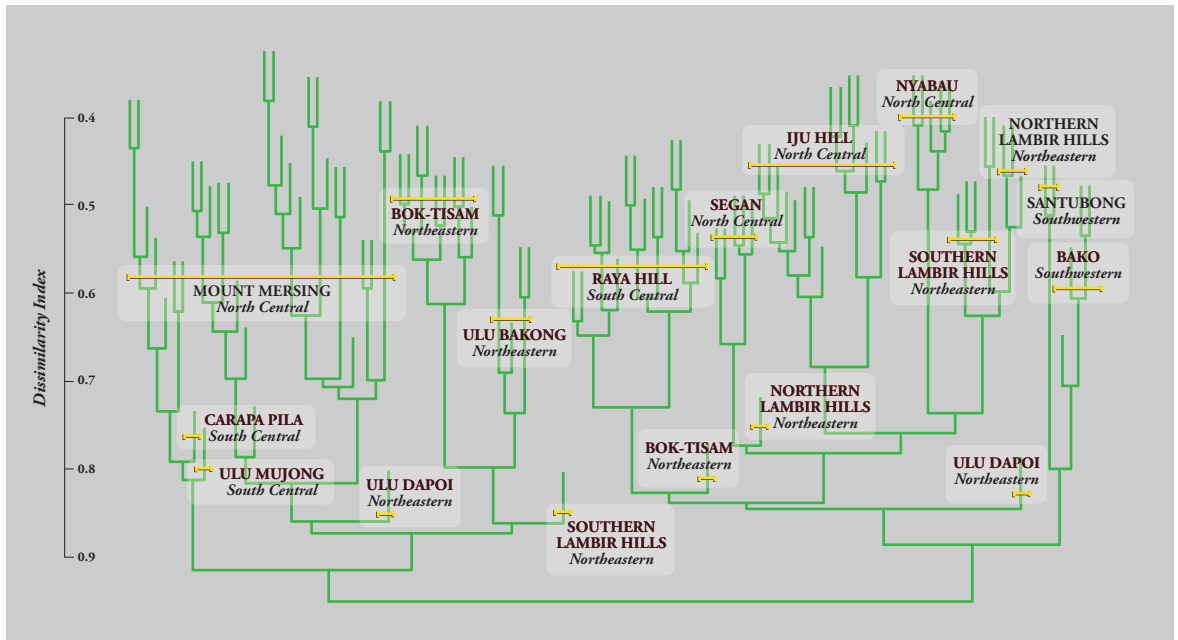 Dissimilarity Index
0.4
0.5
0.6
0.7
0.8
0.9
MOUNT MERSING
North Central
CARAPA PILA
South Central
ULU MUJONG
South Central
ULU DAPOI
Northeastern
BOK-TISAM
Northeastern
ULU BAKONG
Northeastern
SOUTHERN
LAMBIR HILLS
Northeastern
RAYA HILL
South Central
BOK-TISAM
Northeastern
SEGAN
North Central
NORTHERN
LAMBIR HILLS
Northeastern
IJU HILL
North Central
NYABAU
North Central
SOUTHERN
LAMBIR HILLS
Northeastern
NORTHERN
LAMBIR HILLS
Northeastern
ULU DAPOI
Northeastern
SANTUBONG
Southwestern
BAKO
Southwestern